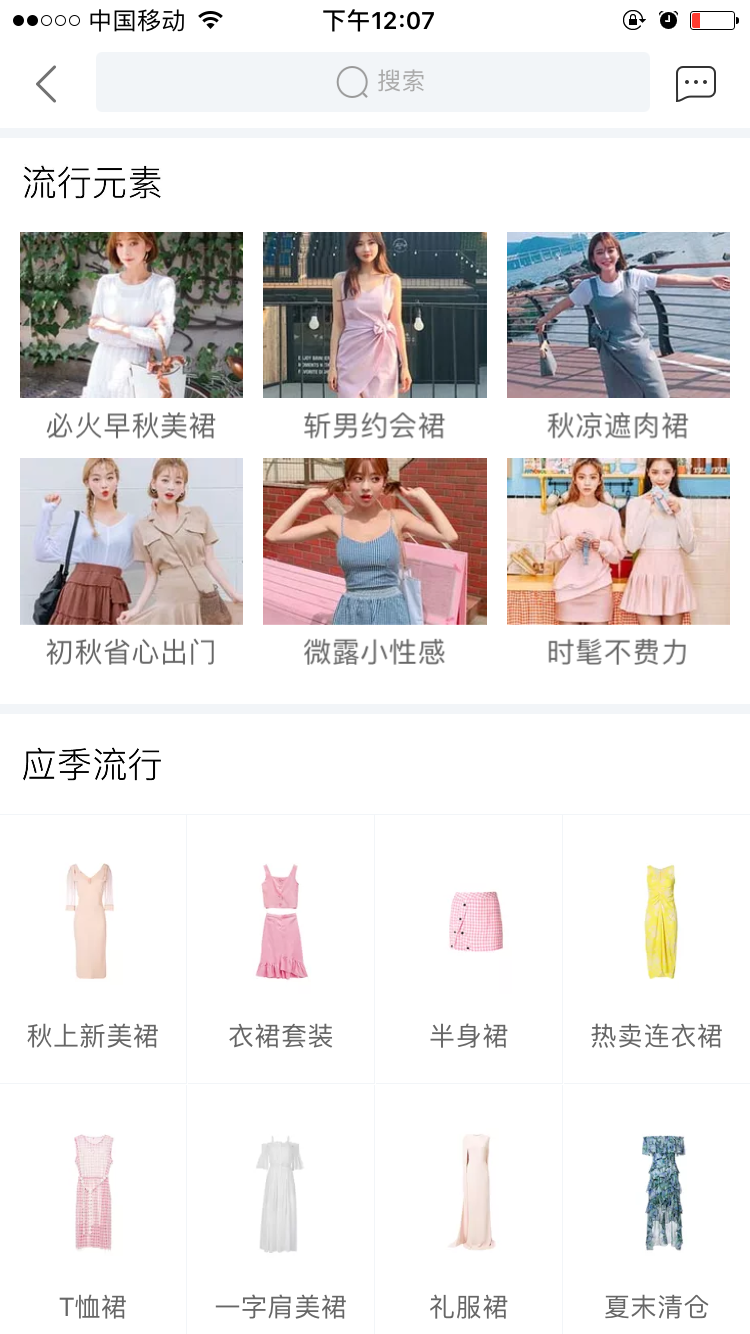 中国移动 下午12:07
搜索
流行元素
必火早秋美裙 斩男约会裙 秋凉遮肉裙
初秋省心出门 微露小性感 时髦不费力
应季流行
秋上新美裙 衣裙套装 半身裙 热卖连衣裙
T恤裙 一字肩美裙 礼服裙 夏末清仓